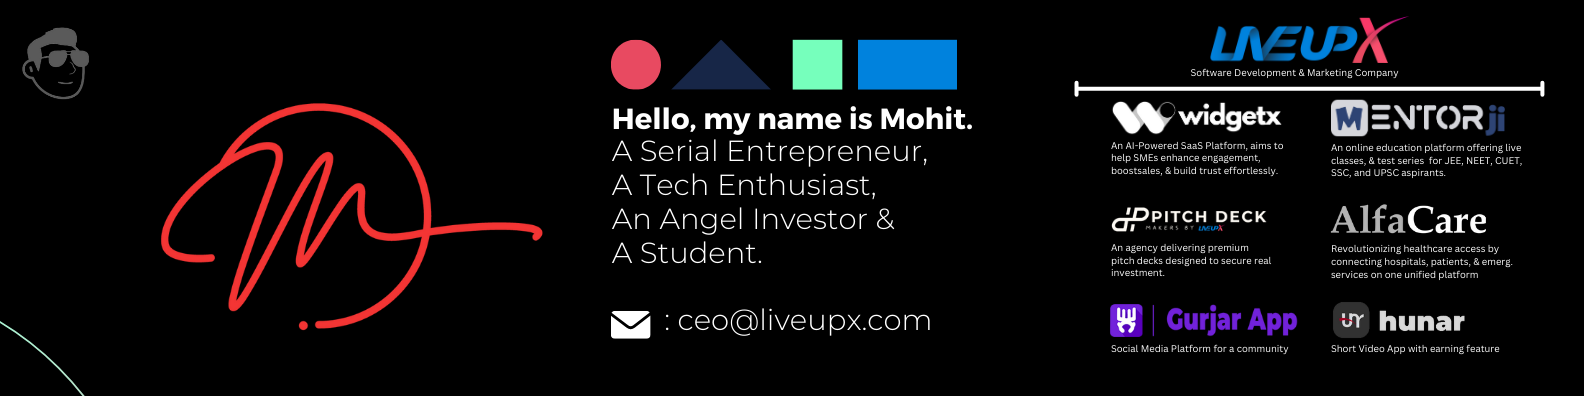 Hello, my name is Mohit.
A Serial Entrepreneur,
A Tech Enthusiast,
An Angel Investor &
A Student.
: ceo@liveupx.com
LIVEUPX
Software Development & Marketing Company
widgetx
An AI-Powered SaaS Platform, aims to
help SMEs enhance engagement,
boostsales, & build trust effortlessly.
MENTORji
An online education platform offering live
classes, & test series for JEE, NEET, CUET,
SSC, and UPSC aspirants.
PITCH DECK
MAKERS BY LIVEUPX
An agency delivering premium
pitch decks designed to secure real
investment.
AlfaCare
Revolutionizing healthcare access by
connecting hospitals, patients, & emerg.
services on one unified platform
Gurjar App
Social Media Platform for a community
hunar
Short Video App with earning feature